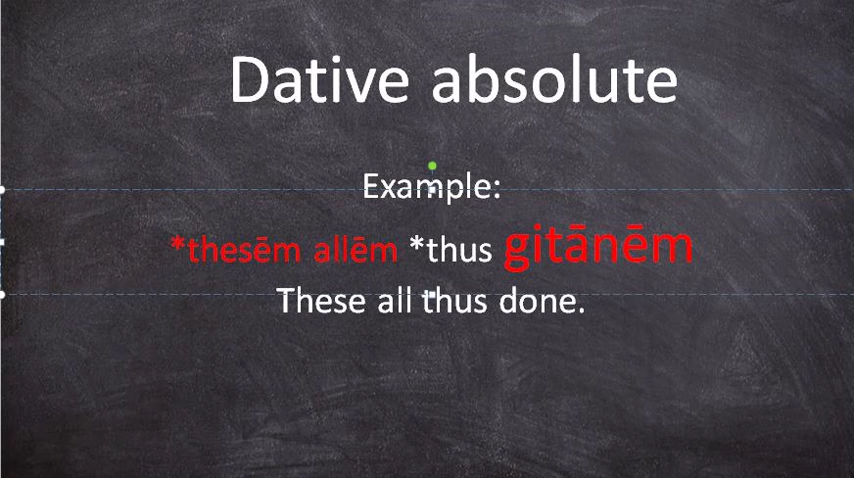 Dative absolute
Example:
*thesēm allēm *thus gitānēm
These all thus done.